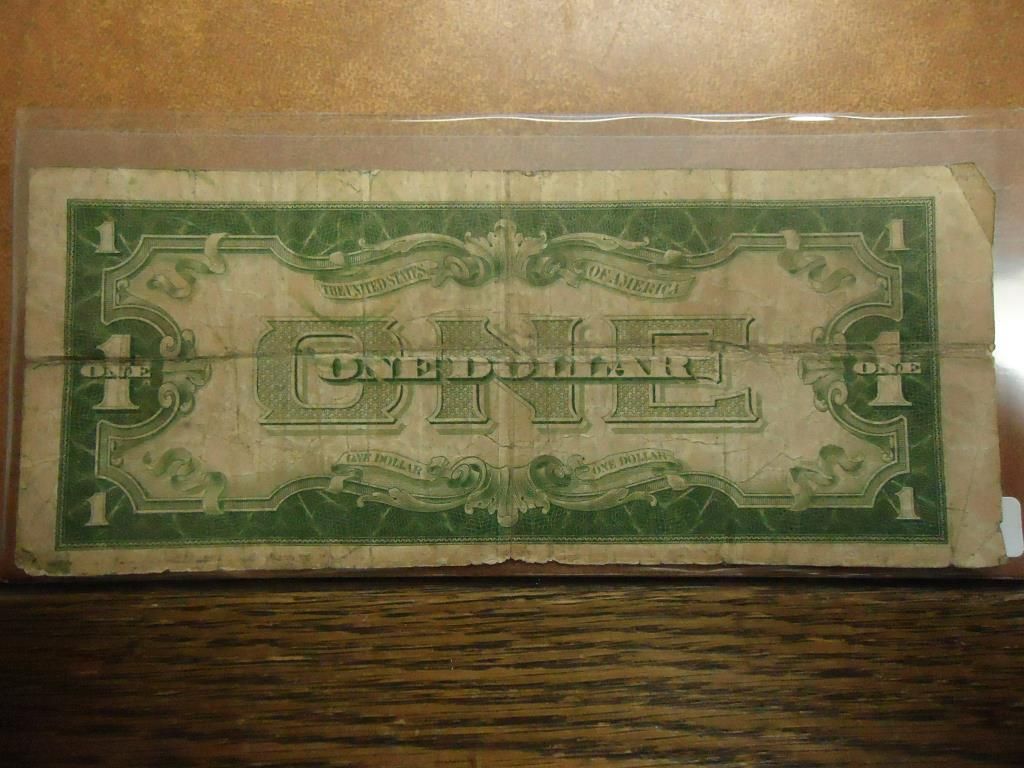 1 1
THE UNITED STATES OF AMERICA
ONE
ONE ONE DOLLAR ONE
1 1
ONE DOLLAR ONE DOLLAR
1 1